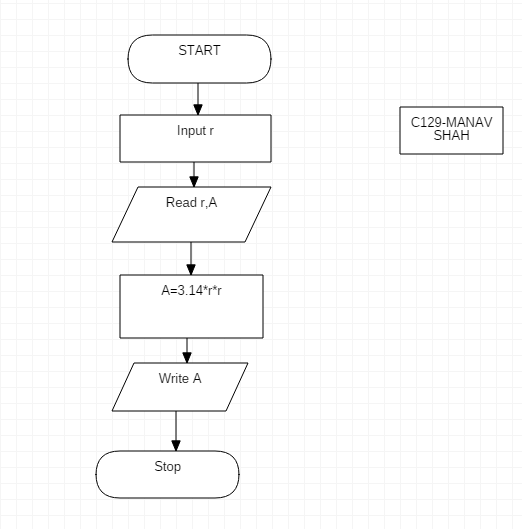 START
Input r
C129-MANAV
SHAH
Read r,A
A=3.14*r*r
Write A
Stop